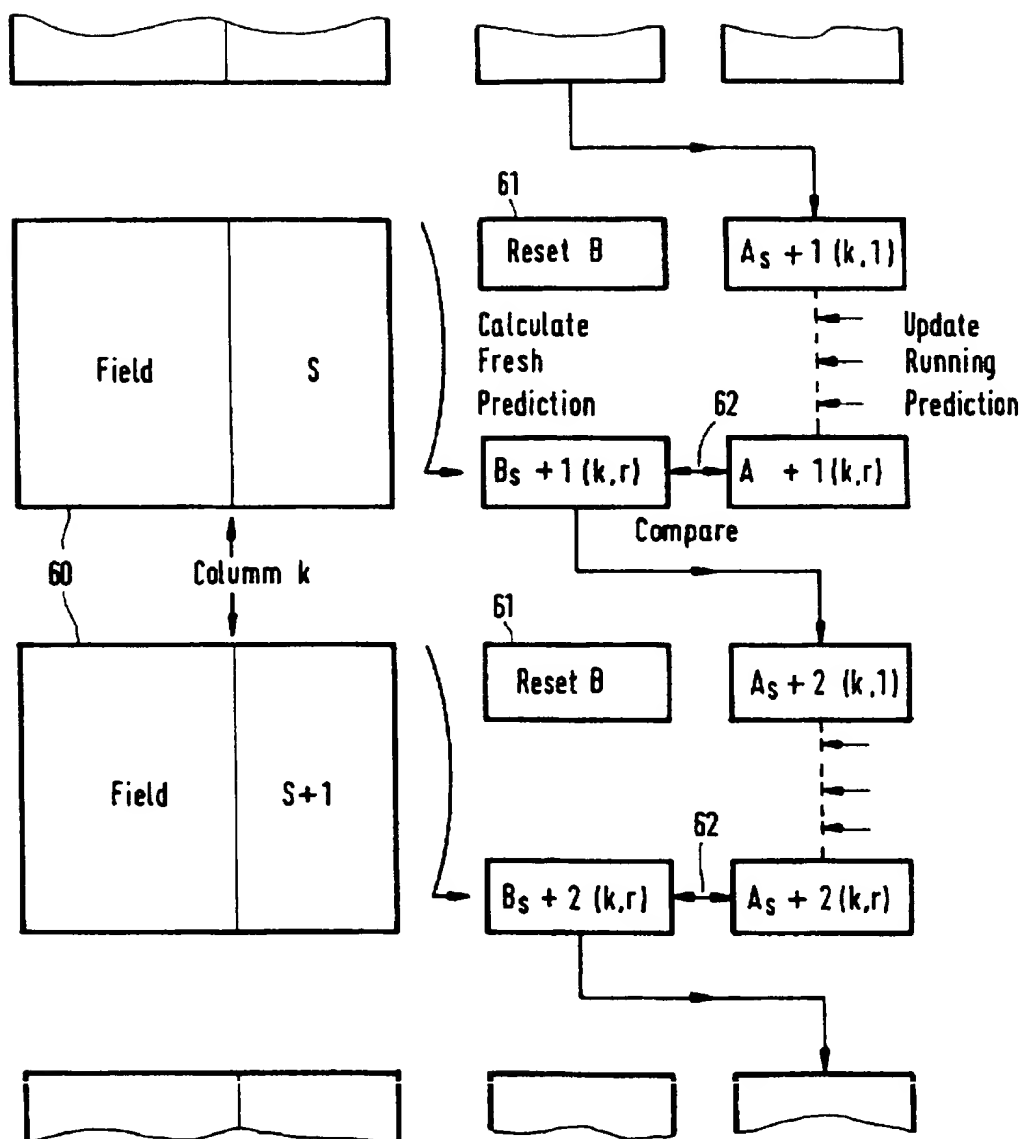 61
Reset B
As + 1 (k,1)
Field
S
Calculate
Fresh
Prediction
Update
Running
Prediction
62
Bs + 1 (k,r)
A + 1 (k,r)
Compare
60
Columm k
61
Reset B
As + 2 (k,1)
Field
S+1
62
Bs + 2 (k,r)
As + 2 (k,r)